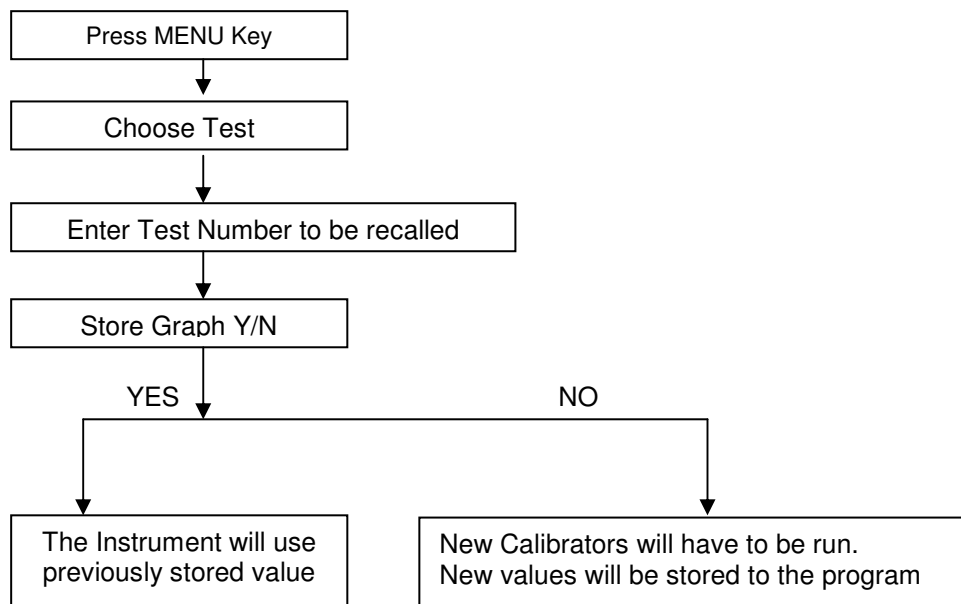 Press MENU Key
Choose Test
Enter Test Number to be recalled
Store Graph Y/N
YES
NO
The Instrument will use
previously stored value
New Calibrators will have to be run.
New values will be stored to the program